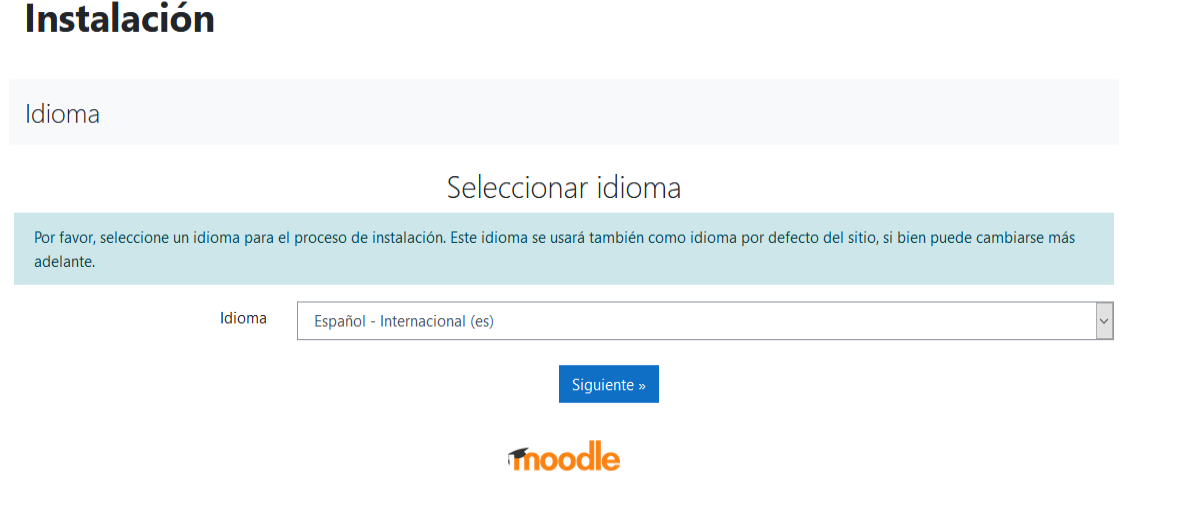 Instalación
Idioma
Seleccionar idioma
Por favor, seleccione un idioma para el proceso de instalación. Este idioma se usará también como idioma por defecto del sitio, si bien puede cambiarse más
adelante.
Idioma
Español - Internacional (es)
Siguiente »
moodle